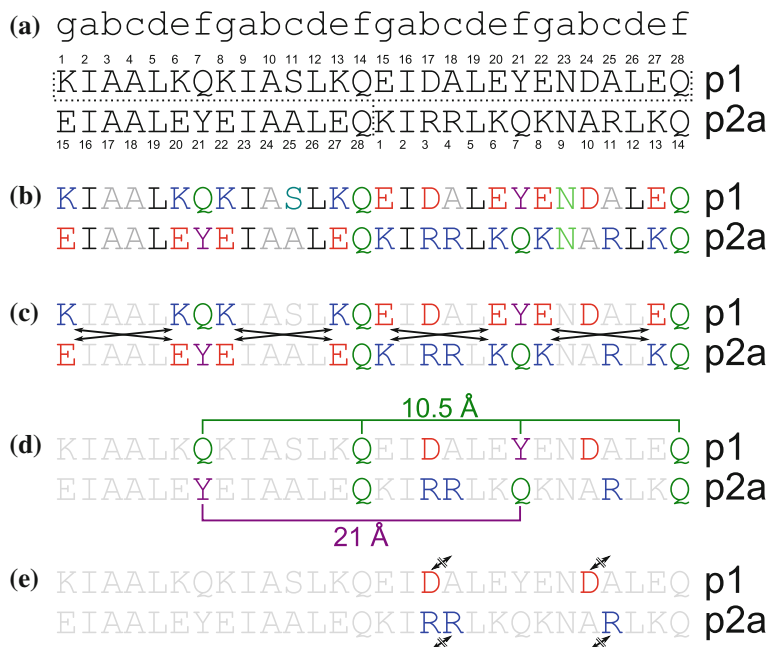 (a) gabcdefgabcdefgabcdefgabcdef
1 2 3 4 5 6 7 8 9 10 11 12 13 14 15 16 17 18 19 20 21 22 23 24 25 26 27 28
KIAALKQKIASLKQEIDALEYENDALEQ p1
EIAALEYEIAALEQKIRRLKQKNARLKQ p2a
15 16 17 18 19 20 21 22 23 24 25 26 27 28 1 2 3 4 5 6 7 8 9 10 11 12 13 14
(b) KIAALKQKIASLKQEIDALEYENDALEQ p1
EIAALEYEIAALEQKIRRLKQKNARLKQ p2a
(c) KIAALKQKIASLKQEIDALEYENDALEQ p1
EIAALEYEIAALEQKIRRLKQKNARLKQ p2a
10.5 Å
(d) KIAALKQKIASLKQEIDALEYENDALEQ p1
EIAALEYEIAALEQKIRRLKQKNARLKQ p2a
21 Å
(e) KIAALKQKIASLKQEIDALEYENDALEQ p1
EIAALEYEIAALEQKIRRLKQKNARLKQ p2a